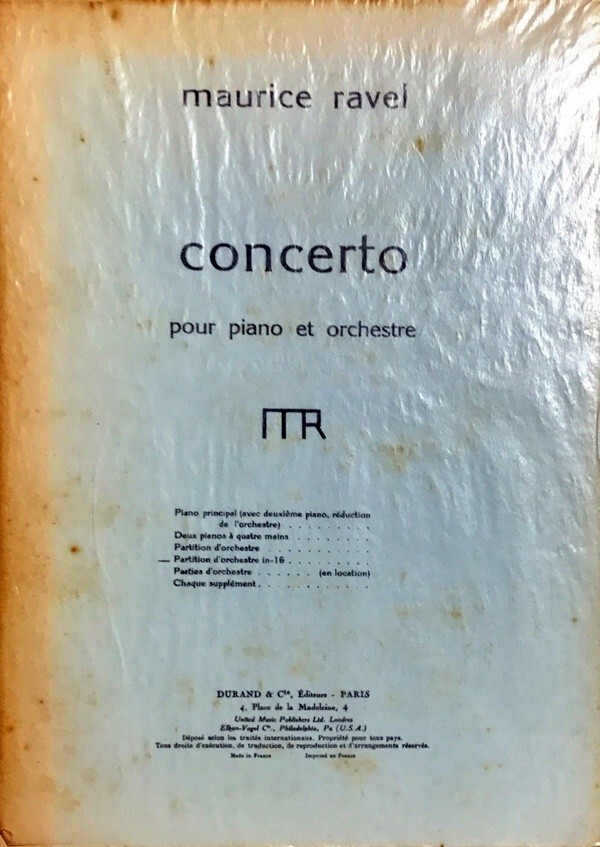 maurice ravel
concerto
pour piano et orchestre
MR
Piano principal (avec deuxième piano, réduction
de l'orchestre) . . . . . . . . .
Deux pianos à quatre mains . . . . . . . . .
Partition d'orchestre . . . . . . . . . . .
— Partition d'orchestre in-16 . . . . . . . . .
Parties d'orchestre . . . . . . (en location)
Chaque supplément . . . . . . . . . . . .
DURAND & Cie, Éditeurs - PARIS
4, Place de la Madeleine, 4
United Music Publishers Ltd. Londres
Elkan-Vogel Co., Philadelphia, Pa (U.S.A.)
Déposé selon les traités internationaux. Propriété pour tous pays.
Tous droits d'exécution, de traduction, de reproduction et d'arrangements réservés.
Made in France Imprimé en France